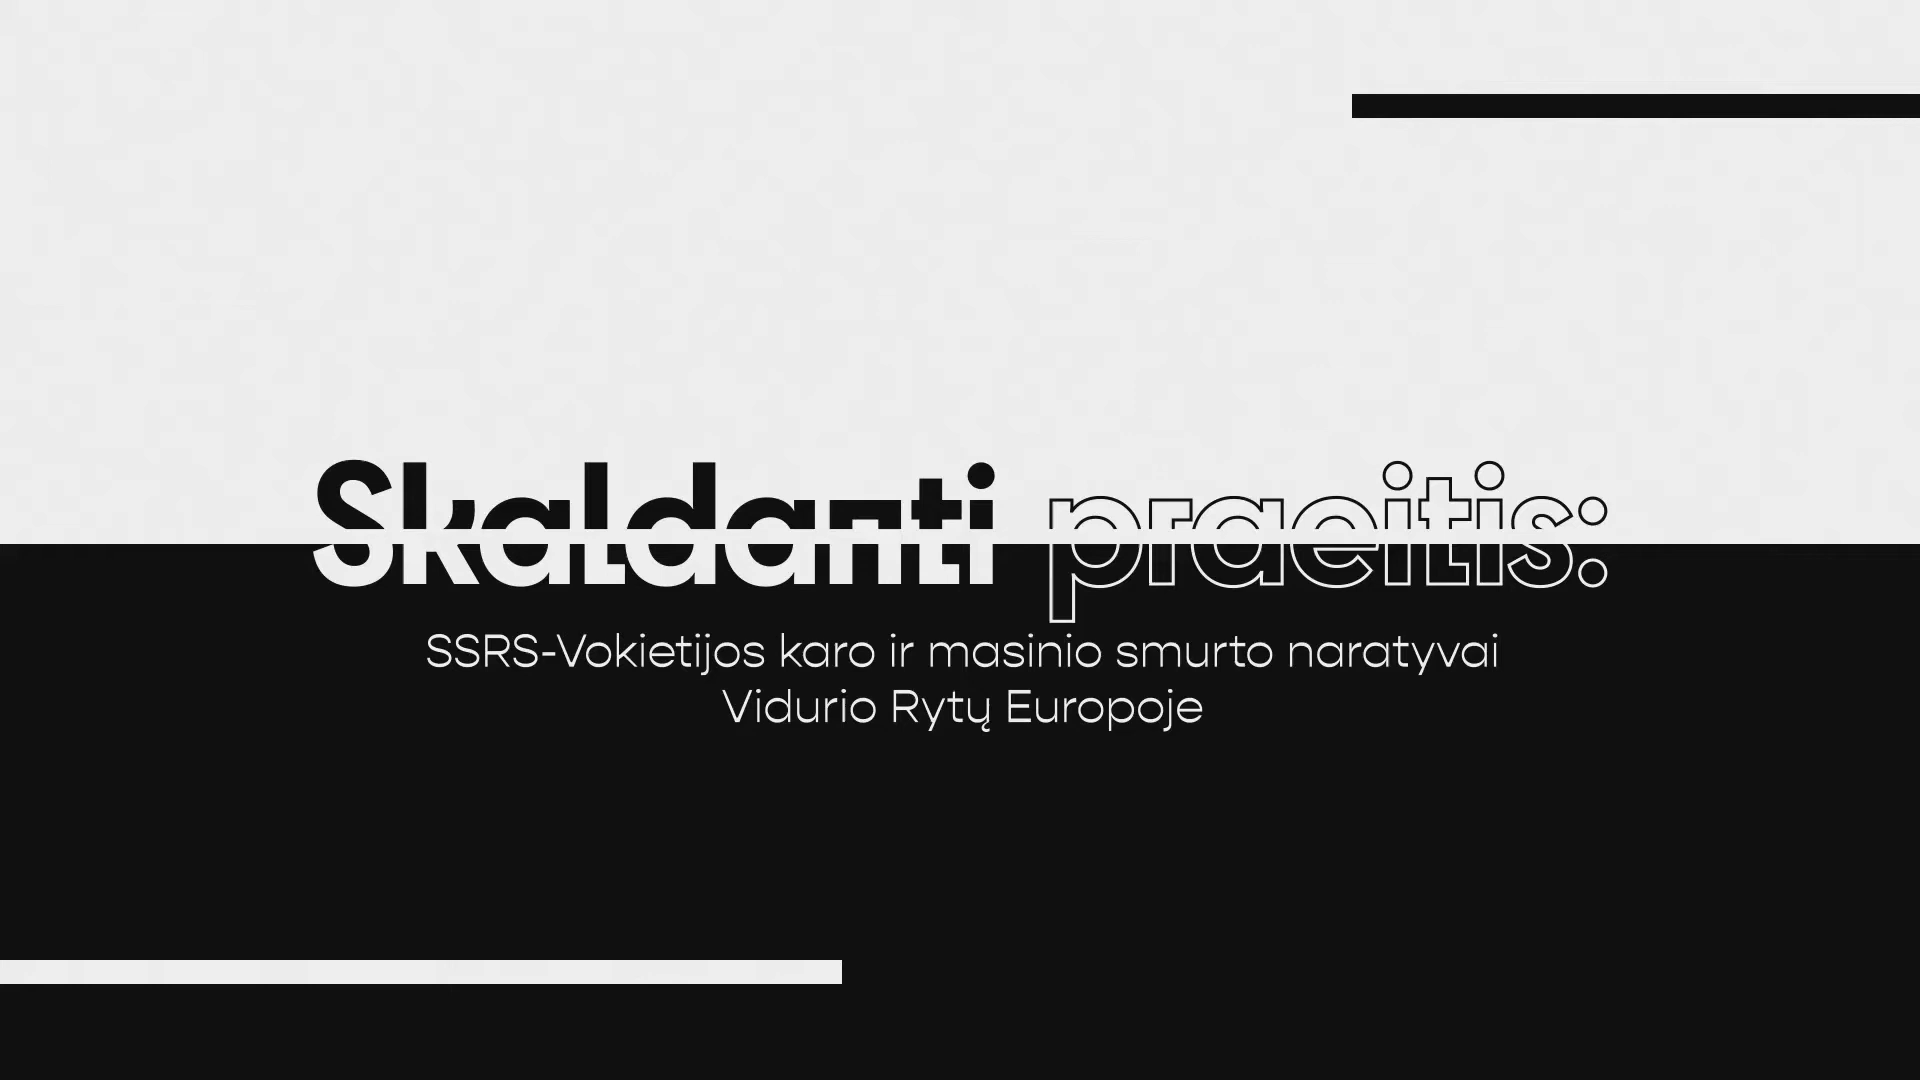 Skaldanti praeitis:
SSRS-Vokietijos karo ir masinio smurto naratyvai
Vidurio Rytų Europoje